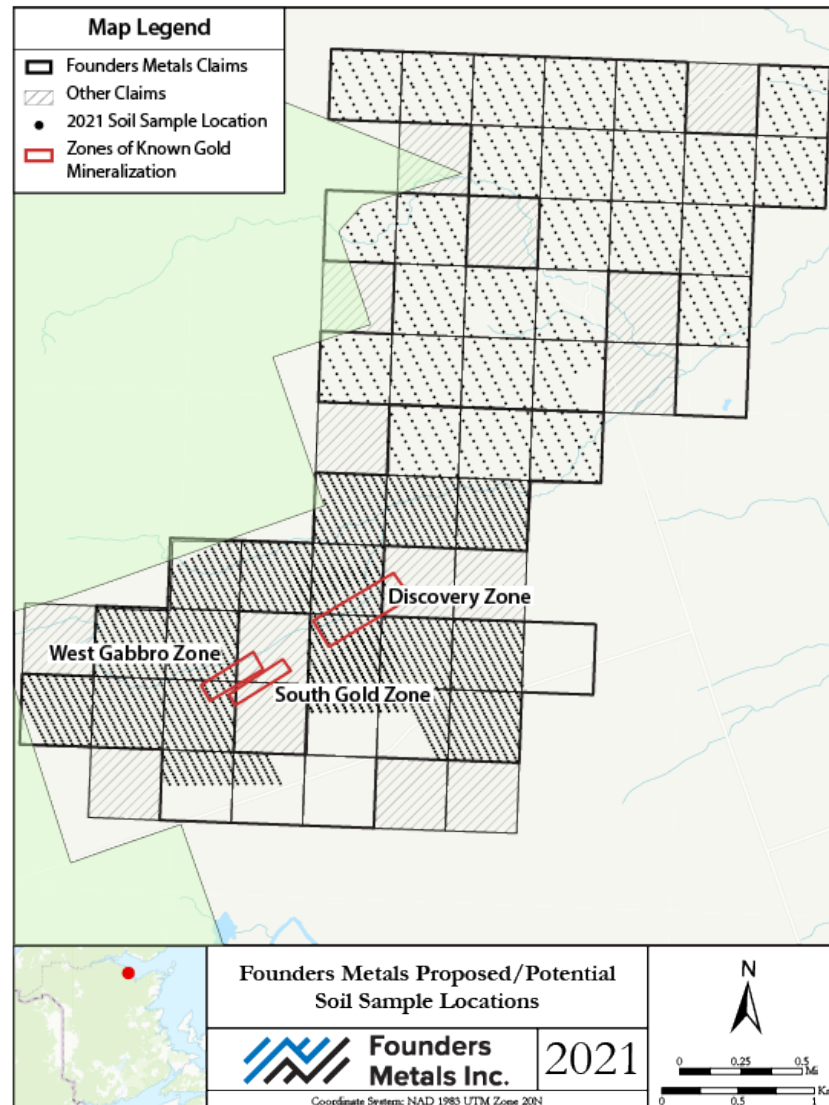 Map Legend
Founders Metals Claims
Other Claims
2021 Soil Sample Location
Zones of Known Gold
Mineralization
Discovery Zone
West Gabbro Zone
South Gold Zone
Founders Metals Proposed/Potential
Soil Sample Locations
Founders
Metals Inc.
2021
Coordinate System: NAD 1983 UTM Zone 20N
N
0 0.25 0.5
Mi
0 0.5 1